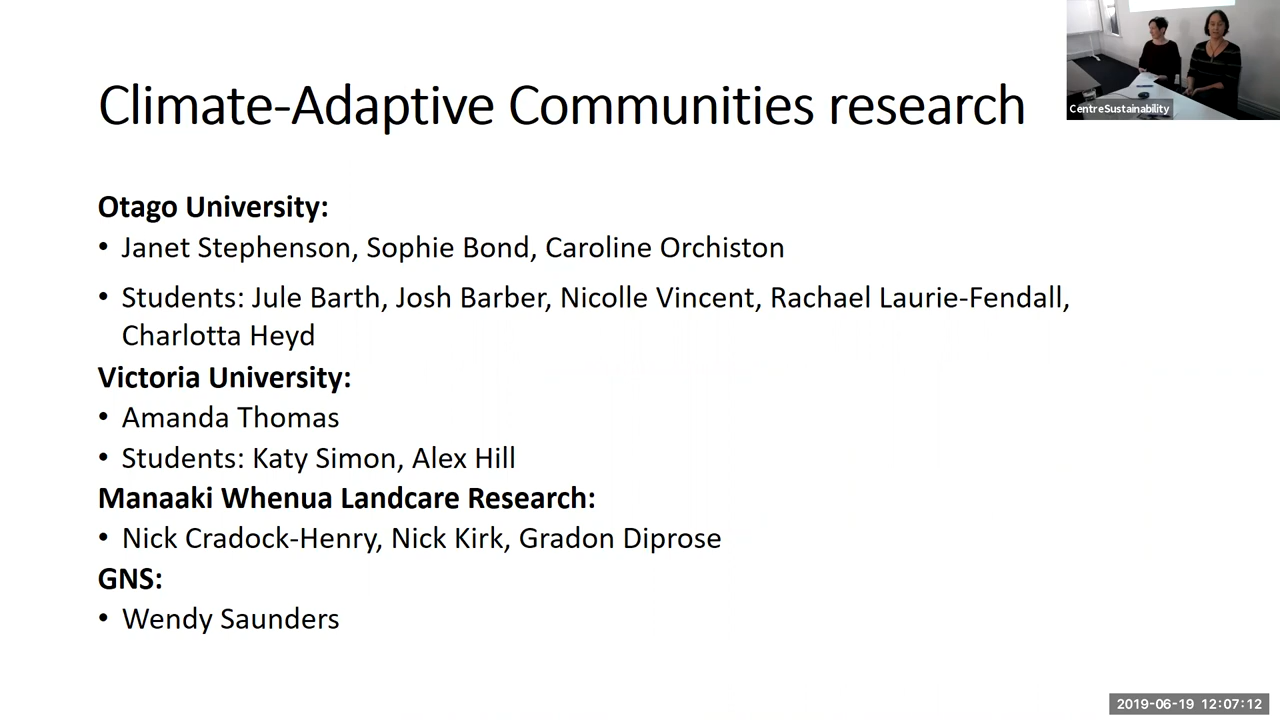 Climate-Adaptive Communities research
CentreSustainability
Otago University:
• Janet Stephenson, Sophie Bond, Caroline Orchiston
• Students: Jule Barth, Josh Barber, Nicolle Vincent, Rachael Laurie-Fendall,
Charlotta Heyd
Victoria University:
• Amanda Thomas
• Students: Katy Simon, Alex Hill
Manaaki Whenua Landcare Research:
• Nick Cradock-Henry, Nick Kirk, Gradon Diprose
GNS:
• Wendy Saunders
2019-06-19 12:07:12